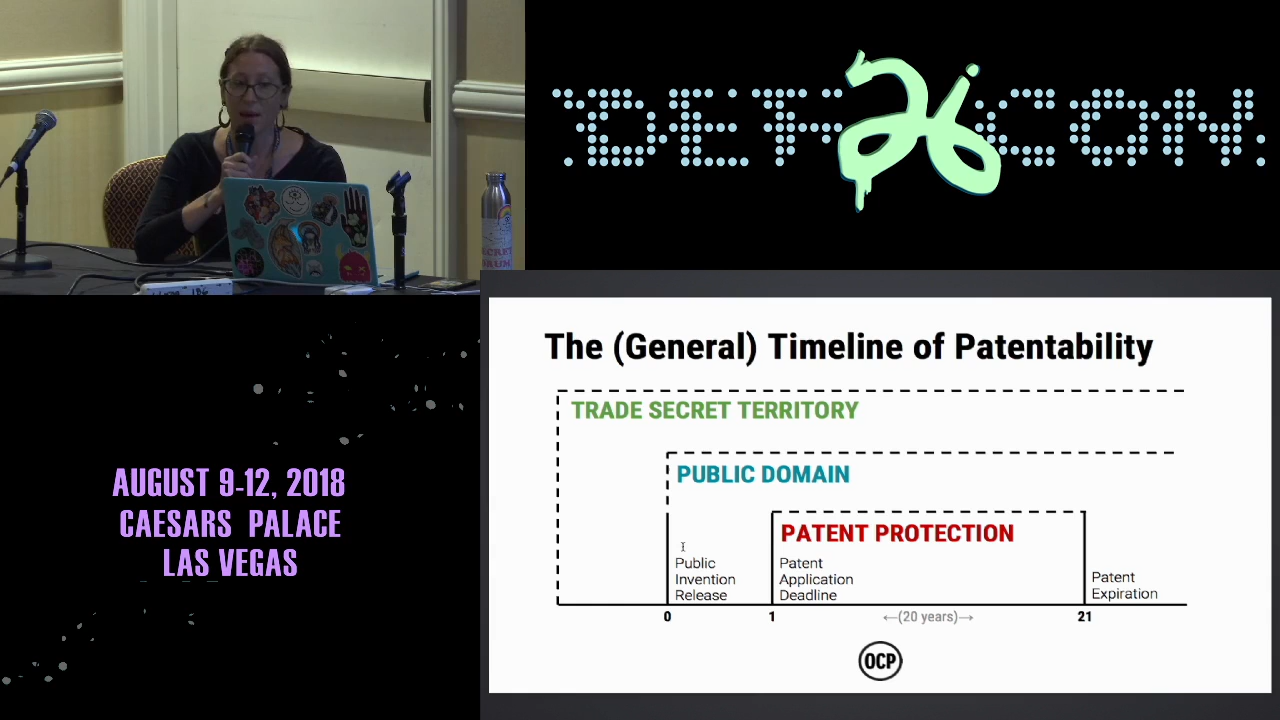 DEF 26 CON
AUGUST 9-12, 2018
CAESARS PALACE
LAS VEGAS
The (General) Timeline of Patentability
TRADE SECRET TERRITORY
PUBLIC DOMAIN
PATENT PROTECTION
Public
Invention
Release
Patent
Application
Deadline
Patent
Expiration
0
1
←(20 years)→
21
OCP